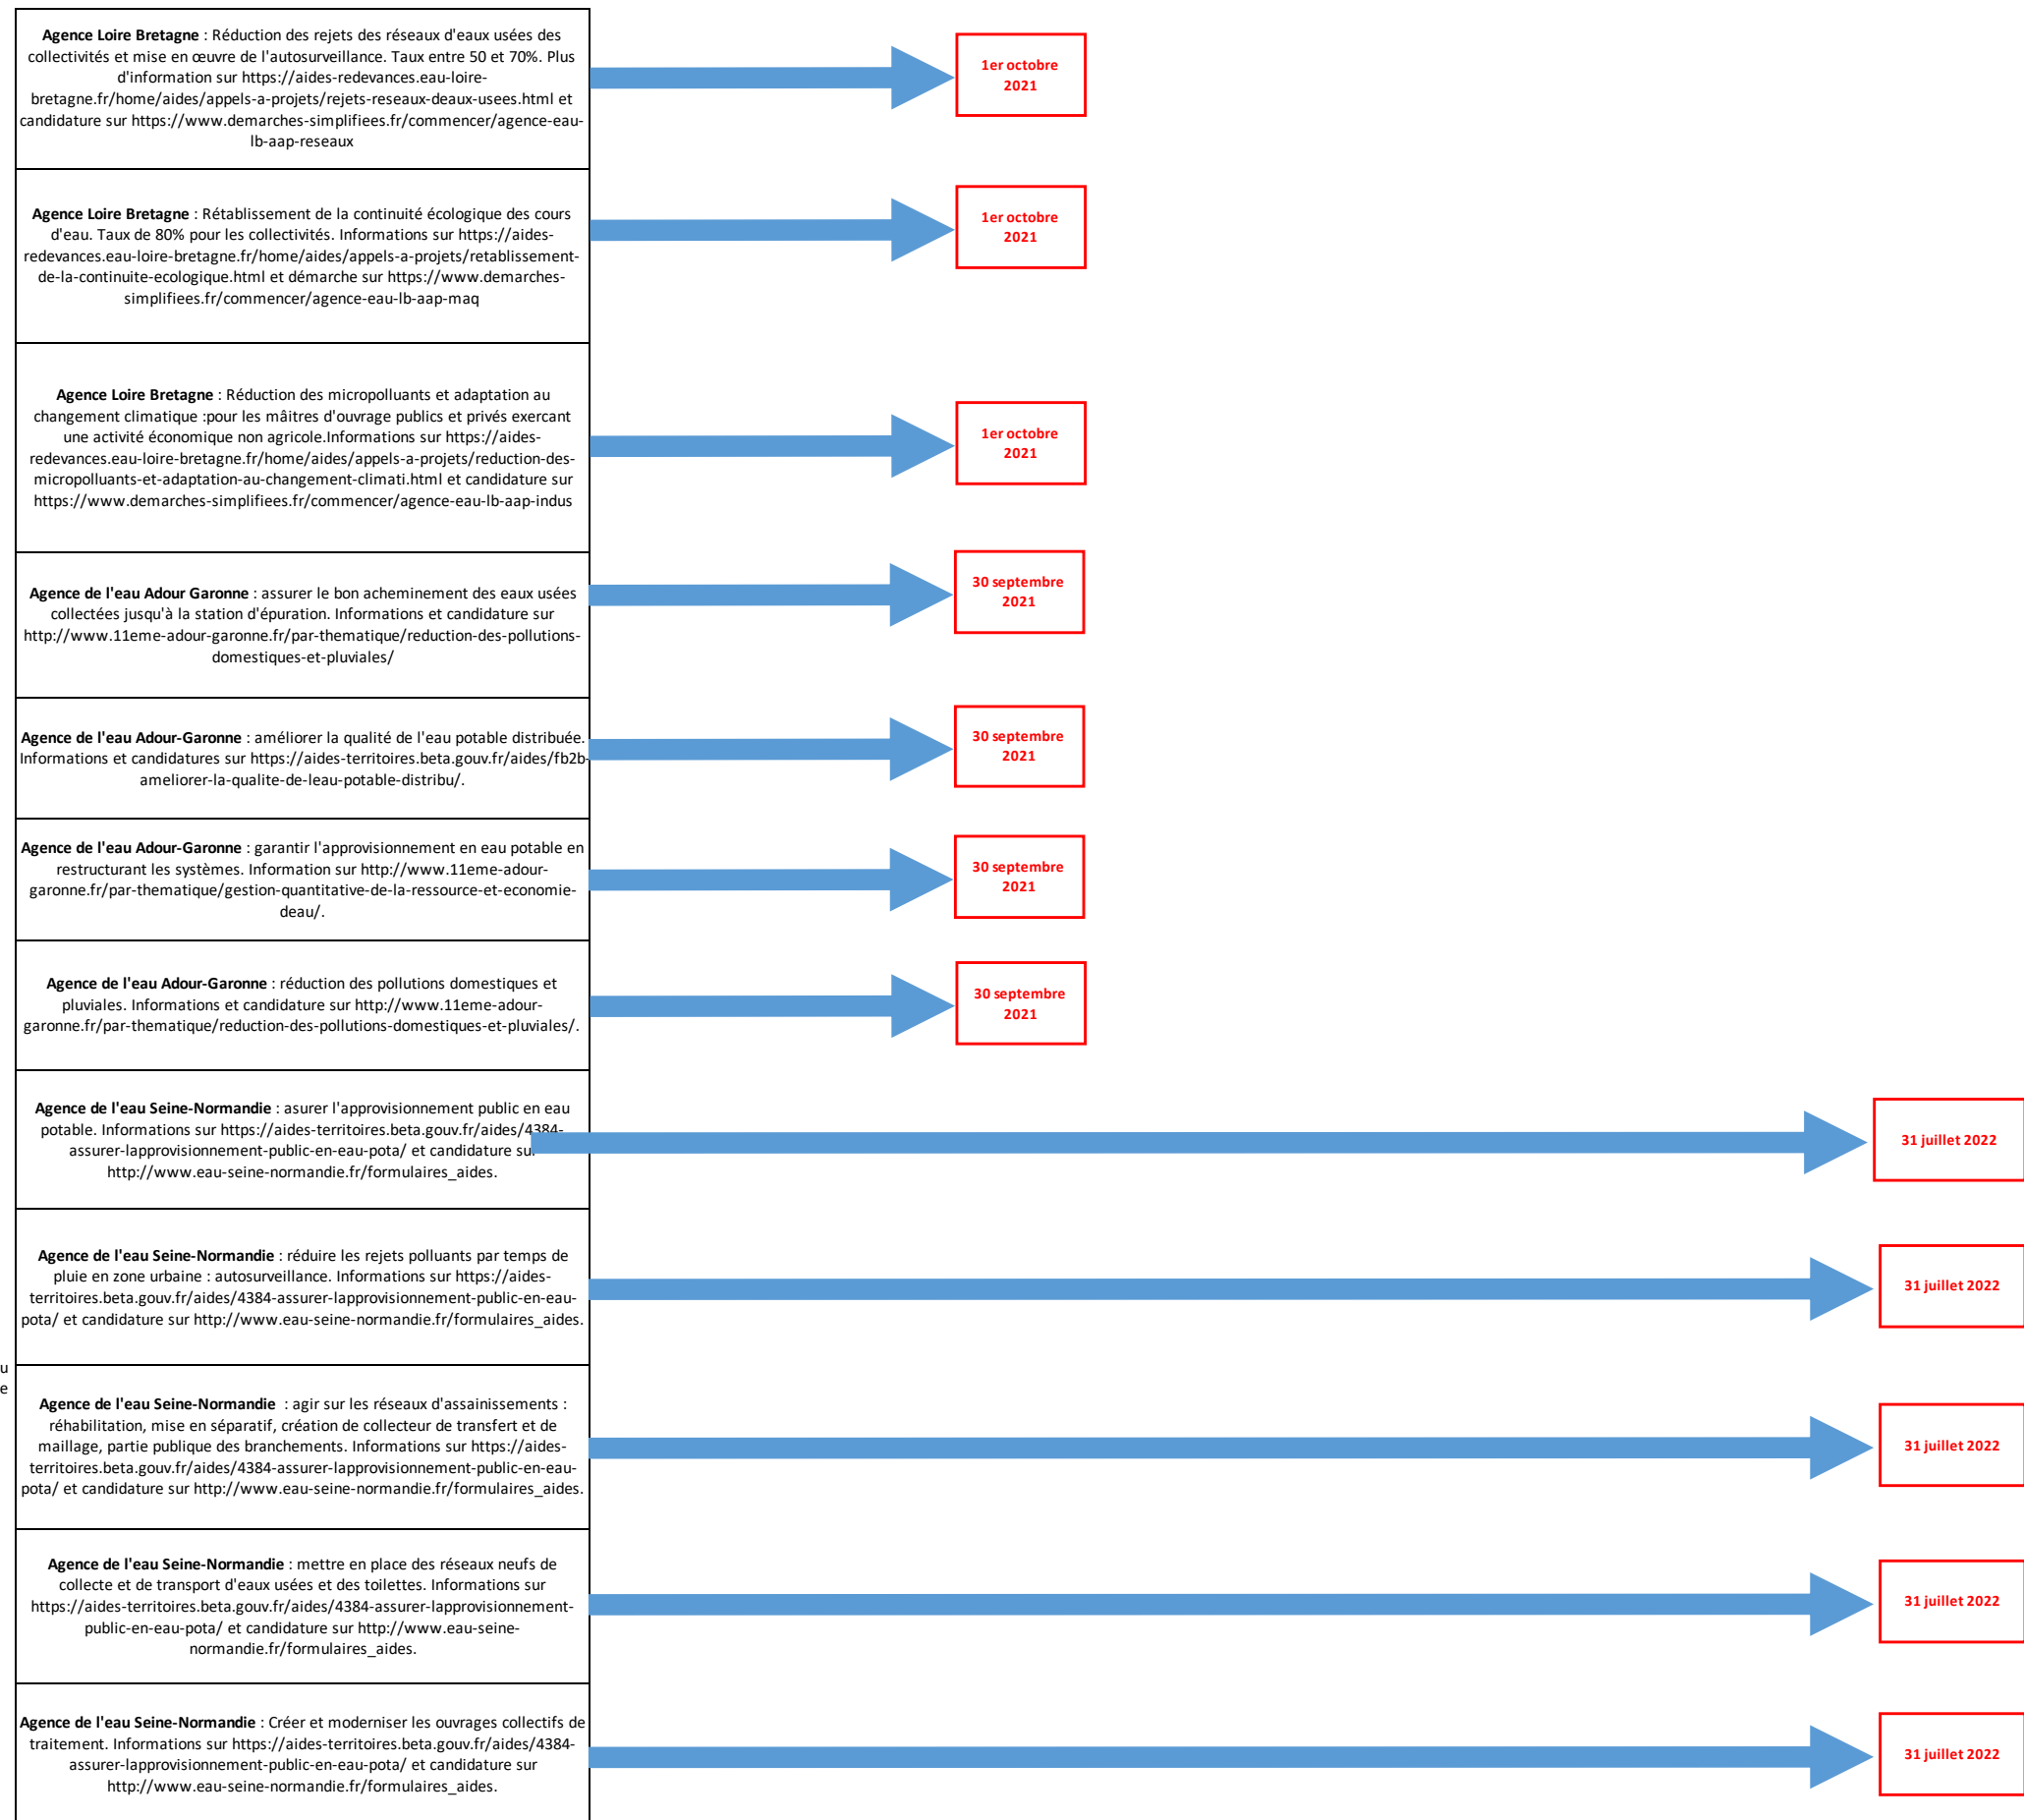 Agence Loire Bretagne : Réduction des rejets des réseaux d'eaux usées des
collectivités et mise en œuvre de l'autosurveillance. Taux entre 50 et 70%. Plus
d'information sur https://aides-redevances.eau-loire-
bretagne.fr/home/aides/appels-a-projets/rejets-reseaux-deaux-usees.html et
candidature sur https://www.demarches-simplifiees.fr/commencer/agence-eau-
lb-aap-reseaux
1er octobre
2021
Agence Loire Bretagne : Rétablissement de la continuité écologique des cours
d'eau. Taux de 80% pour les collectivités. Informations sur https://aides-
redevances.eau-loire-bretagne.fr/home/aides/appels-a-projets/retablissement-
de-la-continuite-ecologique.html et démarche sur https://www.demarches-
simplifiees.fr/commencer/agence-eau-lb-aap-maq
1er octobre
2021
Agence Loire Bretagne : Réduction des micropolluants et adaptation au
changement climatique :pour les mâitres d'ouvrage publics et privés exercant
une activité économique non agricole.Informations sur https://aides-
redevances.eau-loire-bretagne.fr/home/aides/appels-a-projets/reduction-des-
micropolluants-et-adaptation-au-changement-climati.html et candidature sur
https://www.demarches-simplifiees.fr/commencer/agence-eau-lb-aap-indus
1er octobre
2021
Agence de l'eau Adour Garonne : assurer le bon acheminement des eaux usées
collectées jusqu'à la station d'épuration. Informations et candidature sur
http://www.11eme-adour-garonne.fr/par-thematique/reduction-des-pollutions-
domestiques-et-pluviales/
30 septembre
2021
Agence de l'eau Adour-Garonne : améliorer la qualité de l'eau potable distribuée.
Informations et candidatures sur https://aides-territoires.beta.gouv.fr/aides/fb2b-
ameliorer-la-qualite-de-leau-potable-distribu/.
30 septembre
2021
Agence de l'eau Adour-Garonne : garantir l'approvisionnement en eau potable en
restructurant les systèmes. Information sur http://www.11eme-adour-
garonne.fr/par-thematique/gestion-quantitative-de-la-ressource-et-economie-
deau/.
30 septembre
2021
Agence de l'eau Adour-Garonne : réduction des pollutions domestiques et
pluviales. Informations et candidature sur http://www.11eme-adour-
garonne.fr/par-thematique/reduction-des-pollutions-domestiques-et-pluviales/.
30 septembre
2021
Agence de l'eau Seine-Normandie : asurer l'approvisionnement public en eau
potable. Informations sur https://aides-territoires.beta.gouv.fr/aides/4384-
assurer-lapprovisionnement-public-en-eau-pota/ et candidature sur
http://www.eau-seine-normandie.fr/formulaires_aides.
31 juillet 2022
Agence de l'eau Seine-Normandie : réduire les rejets polluants par temps de
pluie en zone urbaine : autosurveillance. Informations sur https://aides-
territoires.beta.gouv.fr/aides/4384-assurer-lapprovisionnement-public-en-eau-
pota/ et candidature sur http://www.eau-seine-normandie.fr/formulaires_aides.
31 juillet 2022
u
e
Agence de l'eau Seine-Normandie : agir sur les réseaux d'assainissements :
réhabilitation, mise en séparatif, création de collecteur de transfert et de
maillage, partie publique des branchements. Informations sur https://aides-
territoires.beta.gouv.fr/aides/4384-assurer-lapprovisionnement-public-en-eau-
pota/ et candidature sur http://www.eau-seine-normandie.fr/formulaires_aides.
31 juillet 2022
Agence de l'eau Seine-Normandie : mettre en place des réseaux neufs de
collecte et de transport d'eaux usées et des toilettes. Informations sur
https://aides-territoires.beta.gouv.fr/aides/4384-assurer-lapprovisionnement-
public-en-eau-pota/ et candidature sur http://www.eau-seine-
normandie.fr/formulaires_aides.
31 juillet 2022
Agence de l'eau Seine-Normandie : Créer et moderniser les ouvrages collectifs de
traitement. Informations sur https://aides-territoires.beta.gouv.fr/aides/4384-
assurer-lapprovisionnement-public-en-eau-pota/ et candidature sur
http://www.eau-seine-normandie.fr/formulaires_aides.
31 juillet 2022